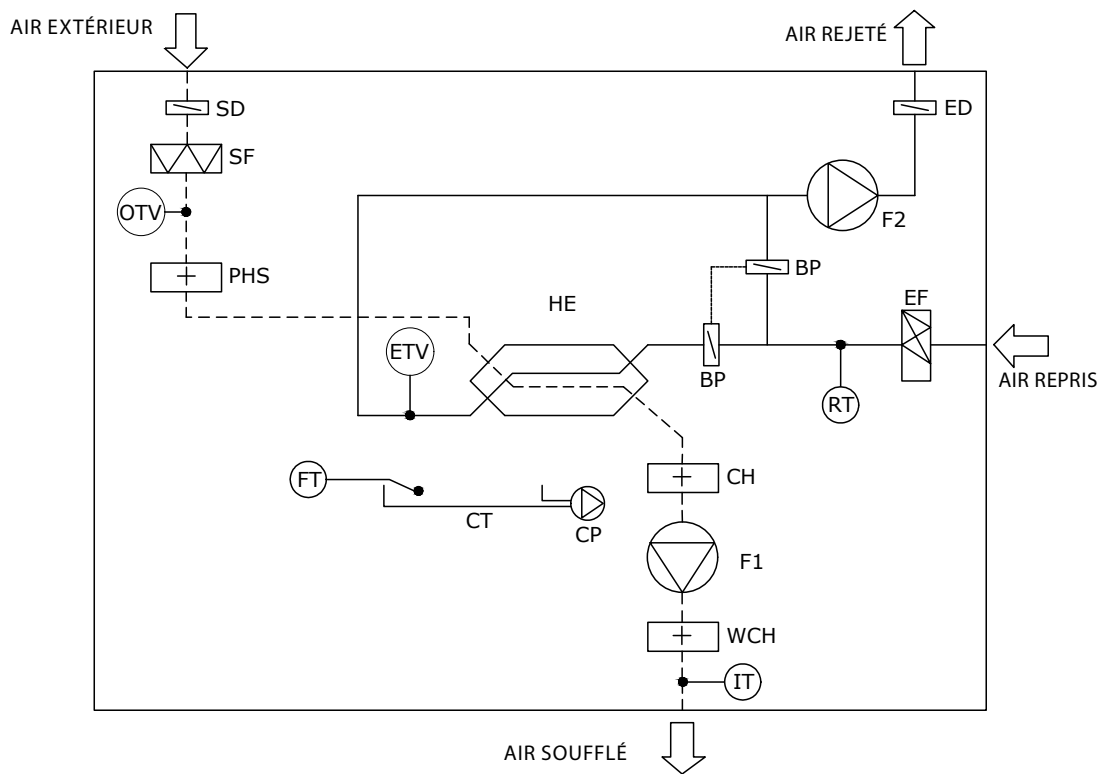 AIR EXTÉRIEUR
AIR REJETÉ
SD
ED
SF
OTV
F2
PHS
BP
HE
EF
ETV
BP
AIR REPRIS
RT
FT
CH
CT
CP
F1
WCH
IT
AIR SOUFFLÉ